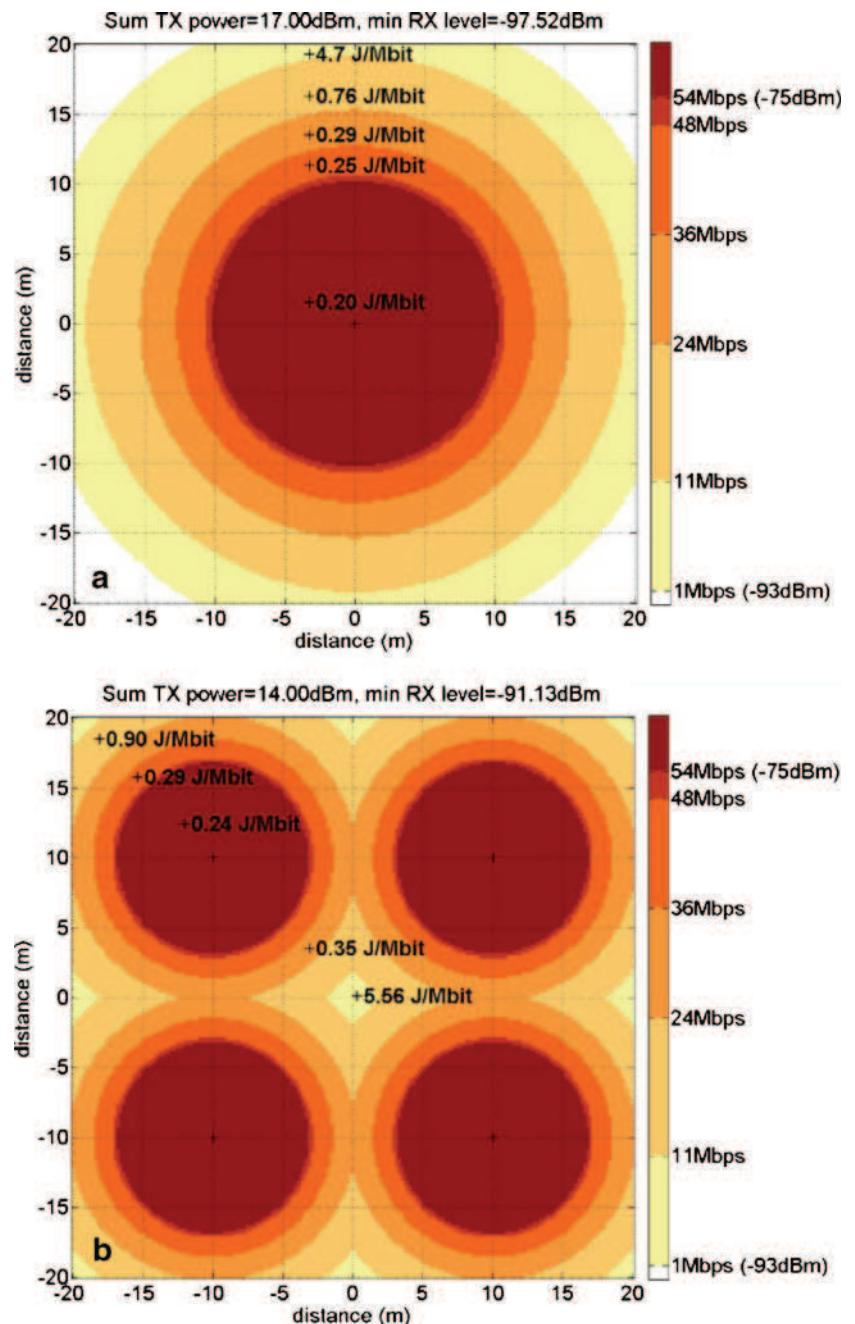 Sum TX power=17.00dBm, min RX level=-97.52dBm
20
15
10
5
0
-5
-10
-15
-20
distance (m)
+4.7 J/Mbit
+0.76 J/Mbit
+0.29 J/Mbit
+0.25 J/Mbit
+0.20 J/Mbit
a
-20 -15 -10 -5 0 5 10 15 20
distance (m)
54Mbps (-75dBm)
48Mbps
36Mbps
24Mbps
11Mbps
1Mbps (-93dBm)
Sum TX power=14.00dBm, min RX level=-91.13dBm
20
15
10
5
0
-5
-10
-15
-20
distance (m)
+0.90 J/Mbit
+0.29 J/Mbit
+0.24 J/Mbit
+0.35 J/Mbit
+5.56 J/Mbit
b
-20 -15 -10 -5 0 5 10 15 20
distance (m)
54Mbps (-75dBm)
48Mbps
36Mbps
24Mbps
11Mbps
1Mbps (-93dBm)